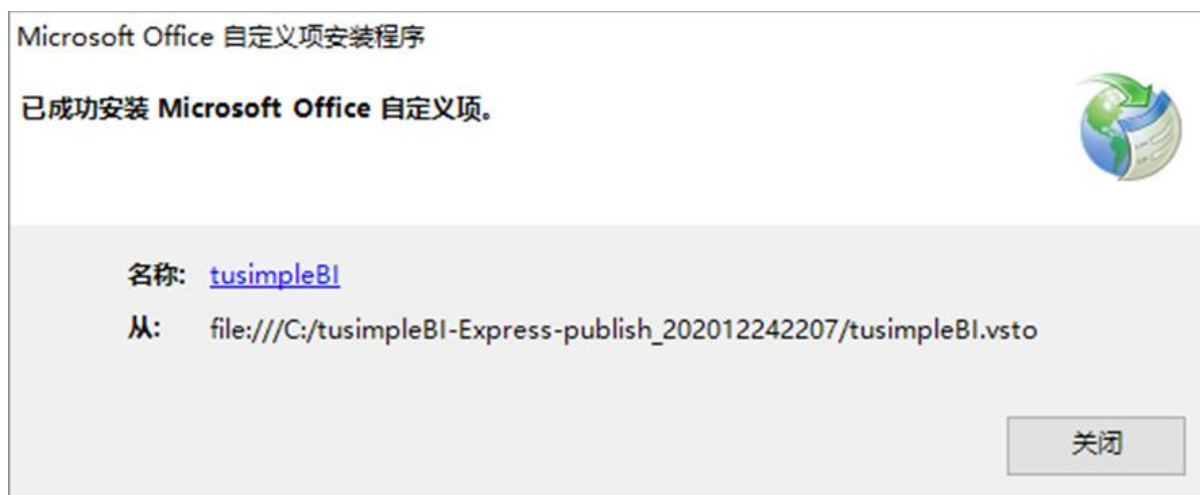 Microsoft Office 自定义项安装程序
已成功安装 Microsoft Office 自定义项。
名称: tusimpleBI
从: file:///C:/tusimpleBI-Express-publish_202012242207/tusimpleBI.vsto
关闭